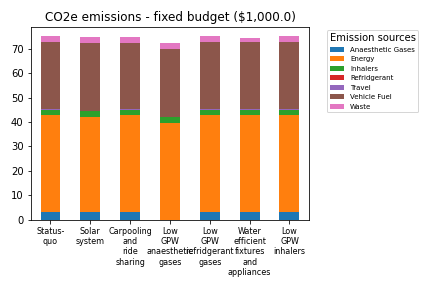 CO2e emissions - fixed budget ($1,000.0)
Emission sources
Anaesthetic Gases
Energy
Inhalers
Refridgerant
Travel
Vehicle Fuel
Waste
70
60
50
40
30
20
10
0
Status-
quo
Solar
system
Carpooling
and
ride
sharing
Low
GPW
anaesthetic
gases
Low
GPW
refridgerant
gases
Water
efficient
fixtures
and
appliances
Low
GPW
inhalers